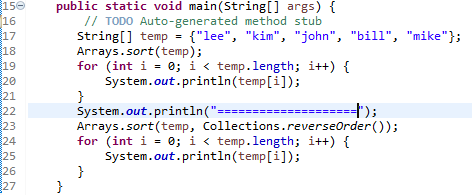 15 public static void main(String[] args) {
16 // TODO Auto-generated method stub
17 String[] temp = {"lee", "kim", "john", "bill", "mike"};
18 Arrays.sort(temp);
19 for (int i = 0; i < temp.length; i++) {
20 System.out.println(temp[i]);
21 }
22 System.out.println("====================");
23 Arrays.sort(temp, Collections.reverseOrder());
24 for (int i = 0; i < temp.length; i++) {
25 System.out.println(temp[i]);
26 }
27 }